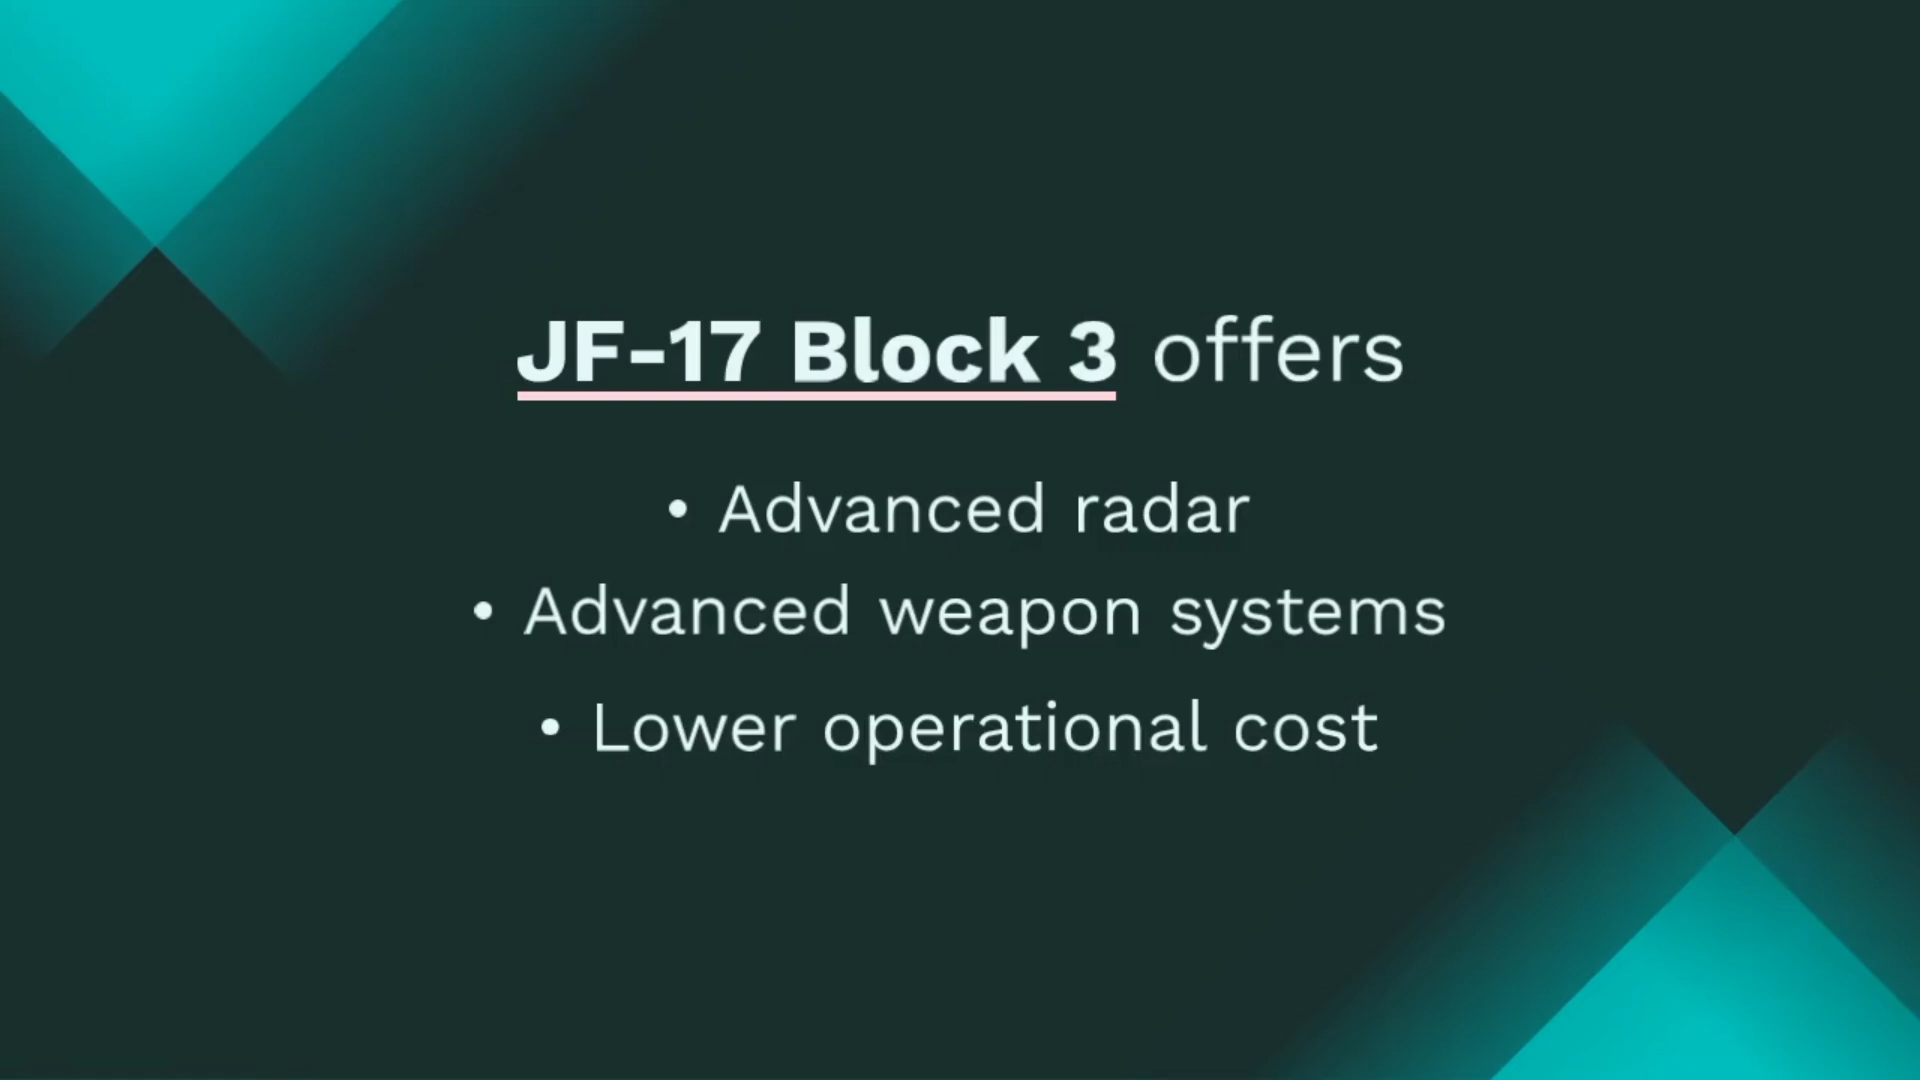 JF-17 Block 3 offers
• Advanced radar
• Advanced weapon systems
• Lower operational cost